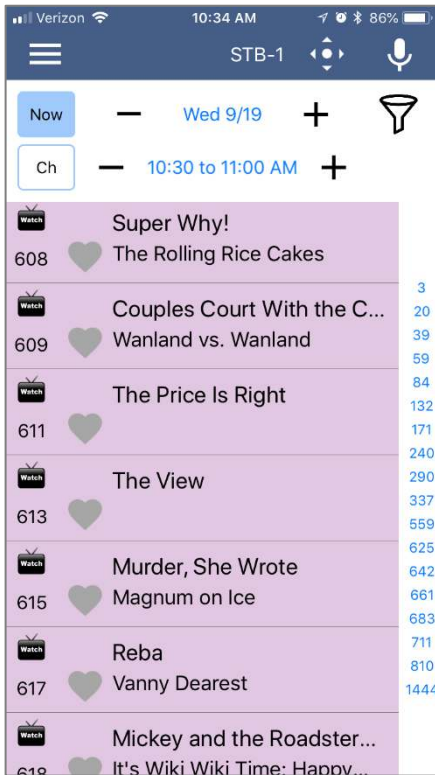 Verizon 10:34 AM 86%
STB-1
Now Wed 9/19
Ch 10:30 to 11:00 AM
Watch
608
Super Why!
The Rolling Rice Cakes
Watch
609
Couples Court With the C...
Wanland vs. Wanland
Watch
611
The Price Is Right
Watch
613
The View
Watch
615
Murder, She Wrote
Magnum on Ice
Watch
617
Reba
Vanny Dearest
Watch
618
Mickey and the Roadster...
It's Wiki Wiki Time; Happy...
3
20
39
59
84
132
171
240
290
337
559
625
642
661
683
711
810
1444